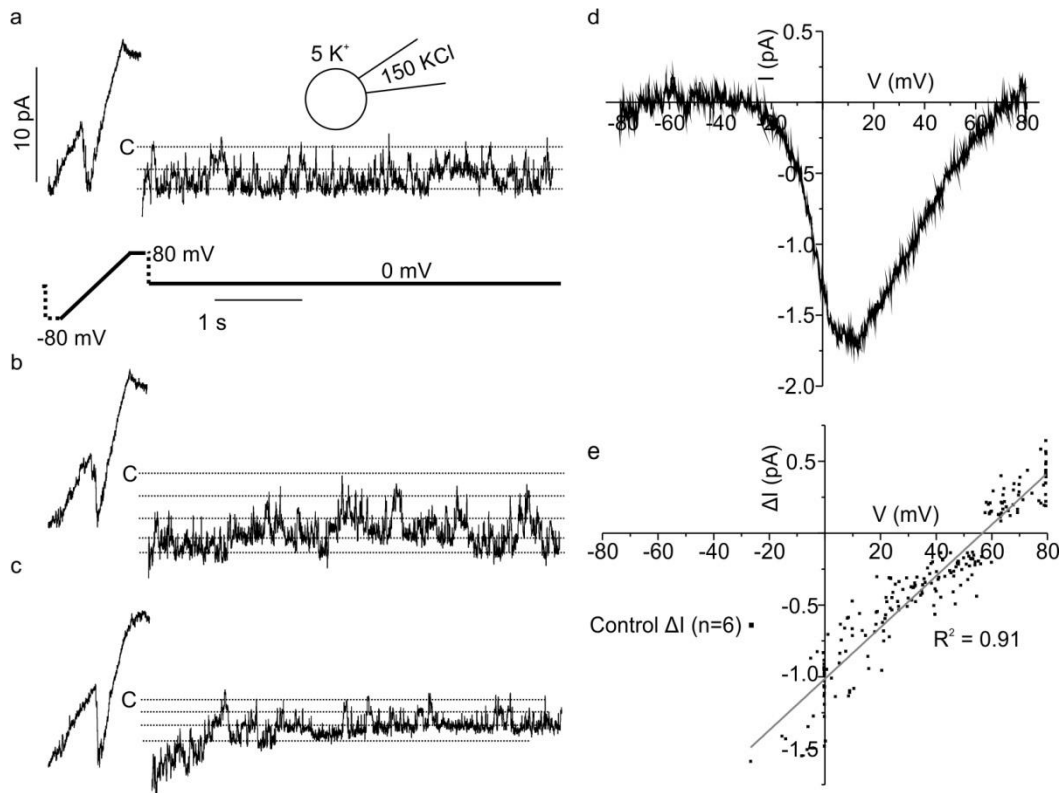 a
10 pA
5 K⁺
150 KCl
C
80 mV
0 mV
1 s
-80 mV
b
C
c
C
d
I (pA)
V (mV)
0.5
-80
-60
-40
-20
20
40
60
80
-0.5
-1.0
-1.5
-2.0
e
ΔI (pA)
V (mV)
0.5
-80
-60
-40
-20
20
40
60
80
-0.5
-1.0
-1.5
Control ΔI (n=6)
R² = 0.91